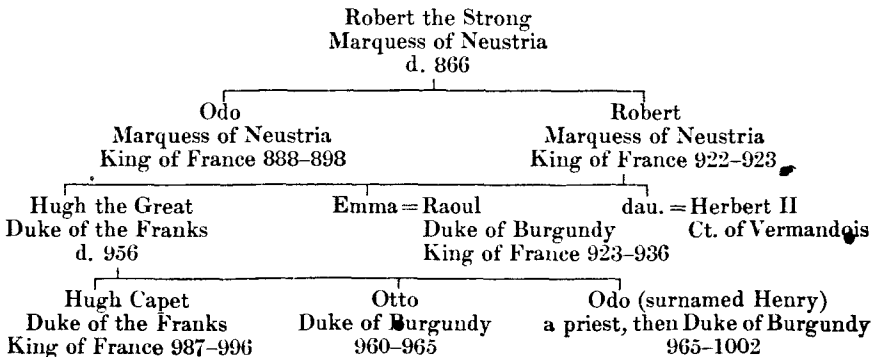 Robert the Strong
Marquess of Neustria
d. 866
Odo
Marquess of Neustria
King of France 888–898
Robert
Marquess of Neustria
King of France 922–923
Hugh the Great
Duke of the Franks
d. 956
Emma = Raoul
Duke of Burgundy
King of France 923–936
dau. = Herbert II
Ct. of Vermandois
Hugh Capet
Duke of the Franks
King of France 987–996
Otto
Duke of Burgundy
960–965
Odo (surnamed Henry)
a priest, then Duke of Burgundy
965–1002